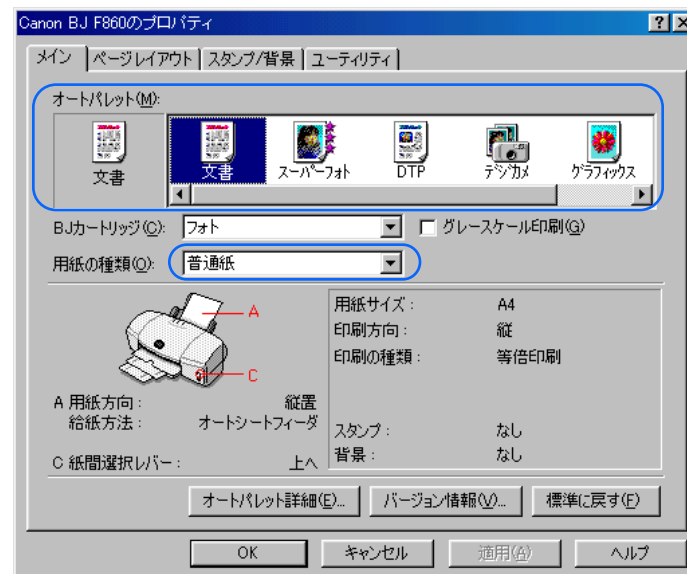 Canon BJ F860のプロパティ
メイン ページレイアウト スタンプ/背景 ユーティリティ
オートパレット(M):
文書 文書 スーパーフォト DTP デジカメ グラフィックス
BJカートリッジ(C): フォト グレースケール印刷(G)
用紙の種類(O): 普通紙
A
C
用紙サイズ : A4
印刷方向 : 縦
印刷の種類 : 等倍印刷
スタンプ : なし
背景 : なし
A 用紙方向 : 縦置
給紙方法 : オートシートフィーダ
C 紙間選択レバー : 上へ
オートパレット詳細(E)... バージョン情報(V)... 標準に戻す(F)
OK キャンセル 適用(A) ヘルプ